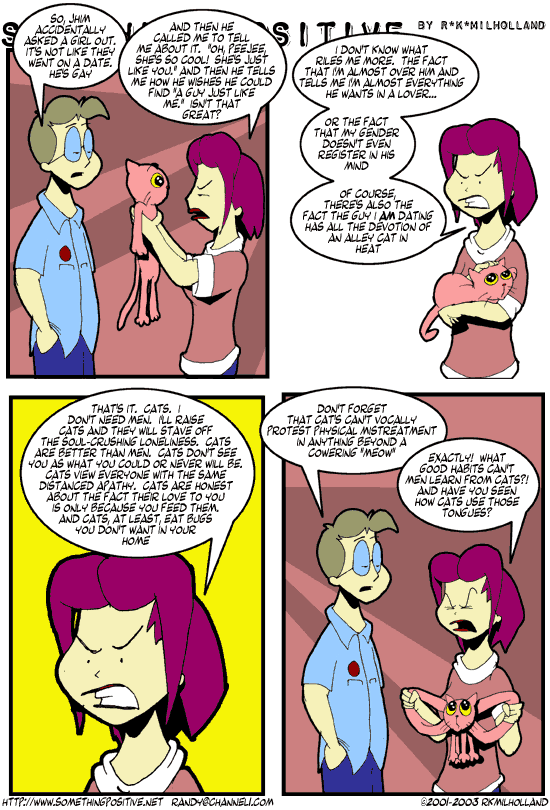 BY R*K*MILHOLLAND
SO, JHIM
ACCIDENTALLY
ASKED A GIRL OUT.
IT'S NOT LIKE THEY
WENT ON A DATE.
HE'S GAY
AND THEN HE
CALLED ME TO TELL
ME ABOUT IT. "OH, PEEJEE,
SHE'S SO COOL! SHE'S JUST
LIKE YOU." AND THEN HE TELLS
ME HOW HE WISHES HE COULD
FIND "A GUY JUST LIKE
ME." ISN'T THAT
GREAT?
I DON'T KNOW WHAT
RILES ME MORE. THE FACT
THAT I'M ALMOST OVER HIM AND
TELLS ME I'M ALMOST EVERYTHING
HE WANTS IN A LOVER...
OR THE FACT
THAT MY GENDER
DOESN'T EVEN
REGISTER IN HIS
MIND
OF COURSE,
THERE'S ALSO THE
FACT THE GUY I AM DATING
HAS ALL THE DEVOTION OF
AN ALLEY CAT IN
HEAT
THAT'S IT. CATS. I
DON'T NEED MEN. I'LL RAISE
CATS AND THEY WILL STAVE OFF
THE SOUL-CRUSHING LONELINESS. CATS
ARE BETTER THAN MEN. CATS DON'T SEE
YOU AS WHAT YOU COULD OR NEVER WILL BE.
CATS VIEW EVERYONE WITH THE SAME
DISTANCED APATHY. CATS ARE HONEST
ABOUT THE FACT THEIR LOVE TO YOU
IS ONLY BECAUSE YOU FEED THEM.
AND CATS, AT LEAST, EAT BUGS
YOU DON'T WANT IN YOUR
HOME
DON'T FORGET
THAT CATS CAN'T VOCALLY
PROTEST PHYSICAL MISTREATMENT
IN ANYTHING BEYOND A
COWERING "MEOW"
EXACTLY! WHAT
GOOD HABITS CAN'T
MEN LEARN FROM CATS?!
AND HAVE YOU SEEN
HOW CATS USE THOSE
TONGUES?
HTTP://WWW.SOMETHINGPOSITIVE.NET RANDY@CHANNEL1.COM ©2001-2003 RKMILHOLLAND